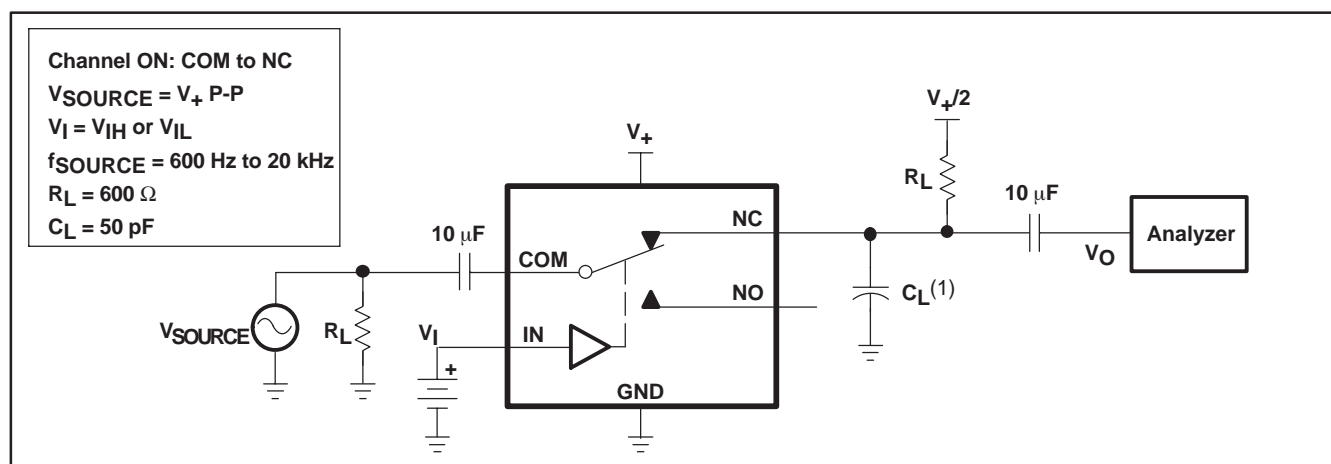 Channel ON: COM to NC
VSOURCE = V+ P-P
VI = VIH or VIL
fSOURCE = 600 Hz to 20 kHz
RL = 600 Ω
CL = 50 pF
V+
V+/2
RL
10 μF
NC
Analyzer
10 μF
COM
VO
NO
CL(1)
VSOURCE
RL
VI
IN
+
GND